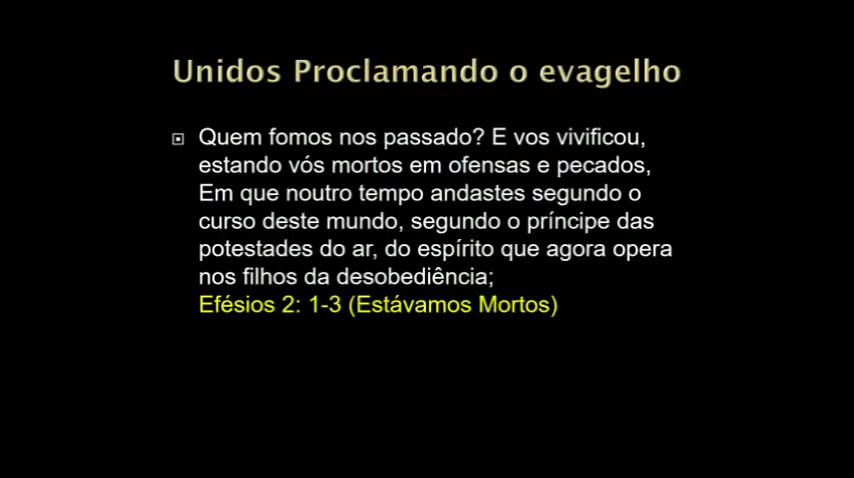 Unidos Proclamando o evagelho
Quem fomos nos passado? E vos vivificou,
estando vós mortos em ofensas e pecados,
Em que noutro tempo andastes segundo o
curso deste mundo, segundo o príncipe das
potestades do ar, do espírito que agora opera
nos filhos da desobediência;
Efésios 2: 1-3 (Estávamos Mortos)